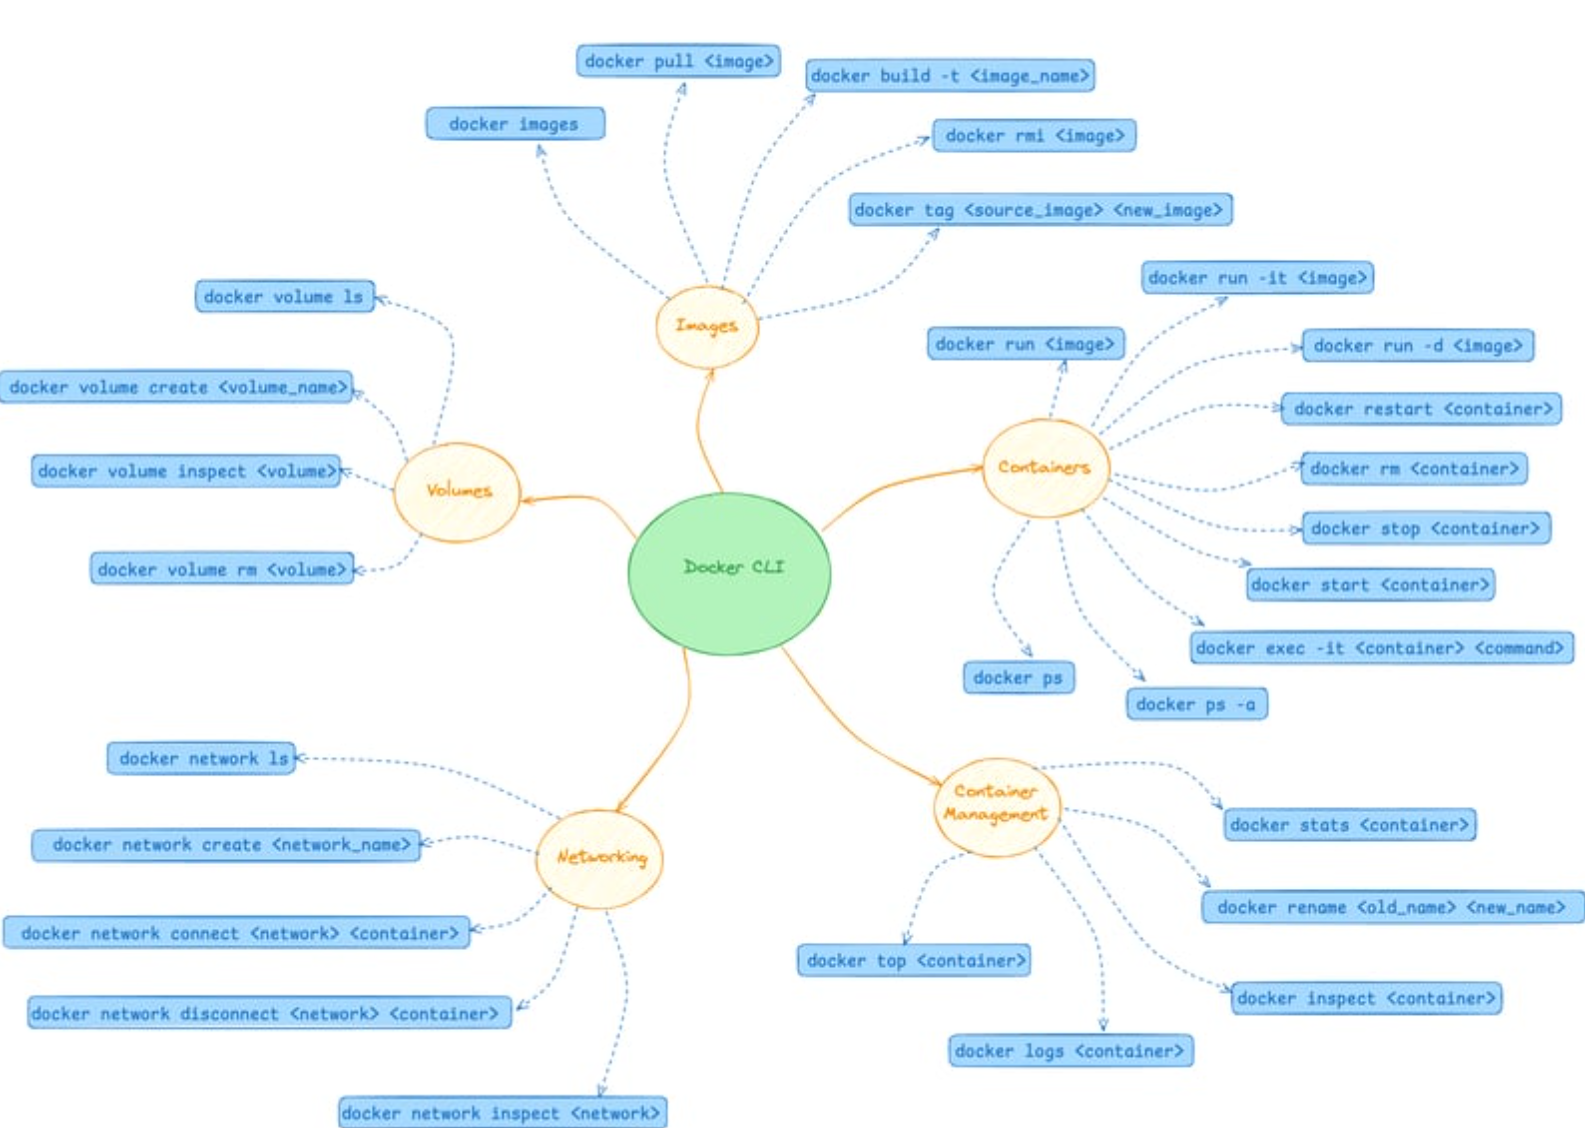 docker pull <image>
docker build -t <image_name>
docker images
docker rmi <image>
docker tag <source_image> <new_image>
docker run -it <image>
docker volume ls
Images
docker run <image>
docker run -d <image>
docker volume create <volume_name>
docker restart <container>
docker volume inspect <volume>
Volumes
Containers
docker rm <container>
docker stop <container>
docker volume rm <volume>
Docker CLI
docker start <container>
docker exec -it <container> <command>
docker ps
docker ps -a
docker network ls
Container
Management
docker stats <container>
docker network create <network_name>
Networking
docker rename <old_name> <new_name>
docker network connect <network> <container>
docker top <container>
docker inspect <container>
docker network disconnect <network> <container>
docker logs <container>
docker network inspect <network>